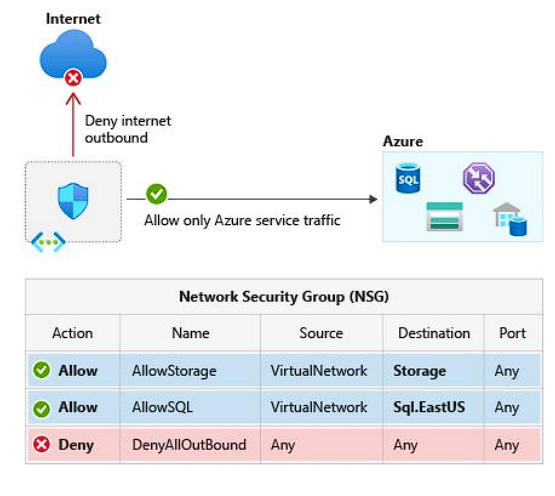 Internet
Deny internet
outbound
Azure
SQL
Allow only Azure service traffic
Network Security Group (NSG)
Action Name Source Destination Port
Allow AllowStorage VirtualNetwork Storage Any
Allow AllowSQL VirtualNetwork Sql.EastUS Any
Deny DenyAllOutBound Any Any Any